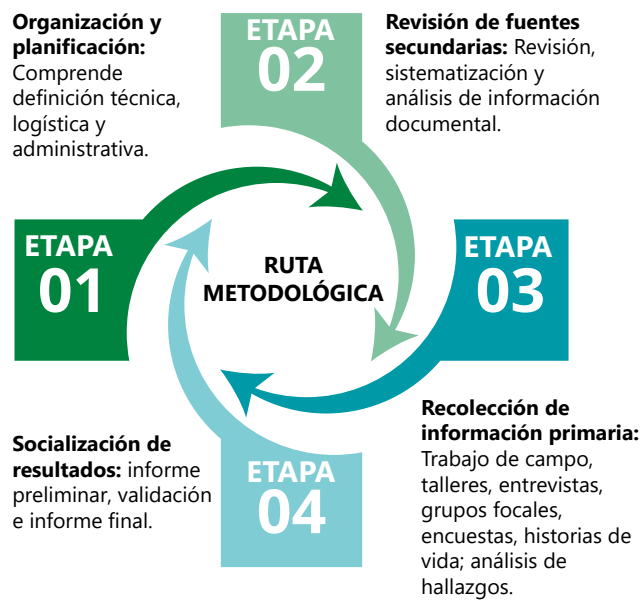 Organización y
planificación:
Comprende
definición técnica,
logística y
administrativa.
ETAPA
02
Revisión de fuentes
secundarias: Revisión,
sistematización y
análisis de información
documental.
ETAPA
01
RUTA
METODOLÓGICA
ETAPA
03
Socialización de
resultados: informe
preliminar, validación
e informe final.
ETAPA
04
Recolección de
información primaria:
Trabajo de campo,
talleres, entrevistas,
grupos focales,
encuestas, historias de
vida; análisis de
hallazgos.